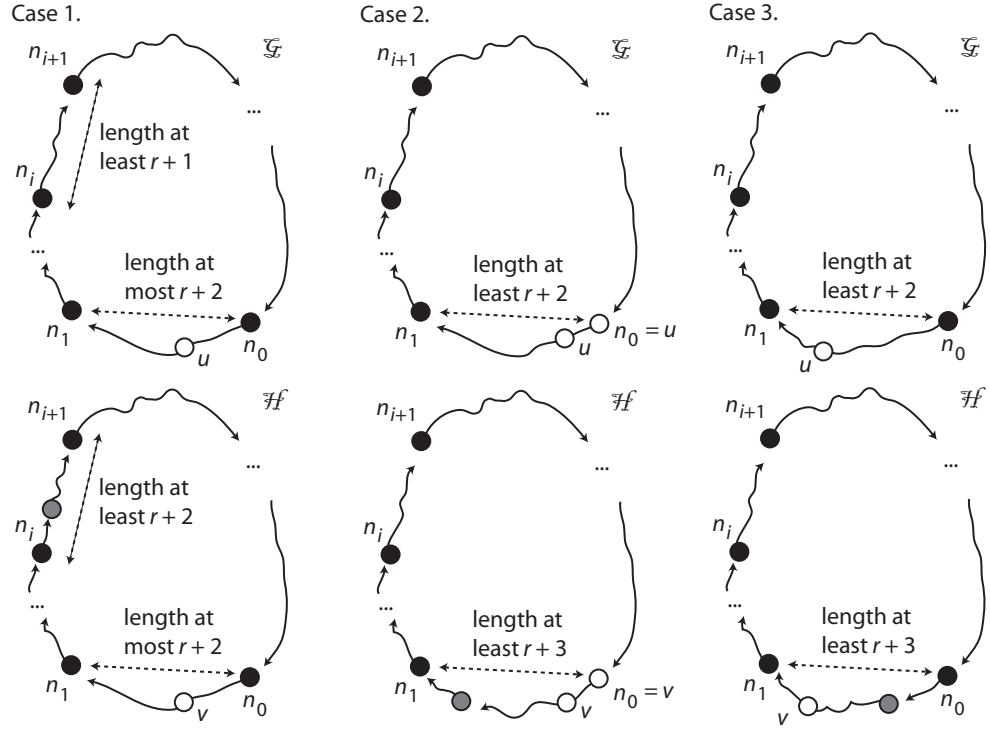 Case 1.
Case 2.
Case 3.
n_{i+1}
𝒢
n_{i+1}
𝒢
n_{i+1}
𝒢
...
...
...
length at
least r + 1
n_i
n_i
n_i
...
...
...
length at
most r + 2
length at
least r + 2
length at
least r + 2
n_1
u
n_0
n_1
u
n_0 = u
n_1
u
n_0
n_{i+1}
ℋ
n_{i+1}
ℋ
n_{i+1}
ℋ
...
...
...
length at
least r + 2
n_i
n_i
n_i
...
...
...
length at
most r + 2
length at
least r + 3
length at
least r + 3
n_1
v
n_0
n_1
v
n_0 = v
n_1
v
n_0